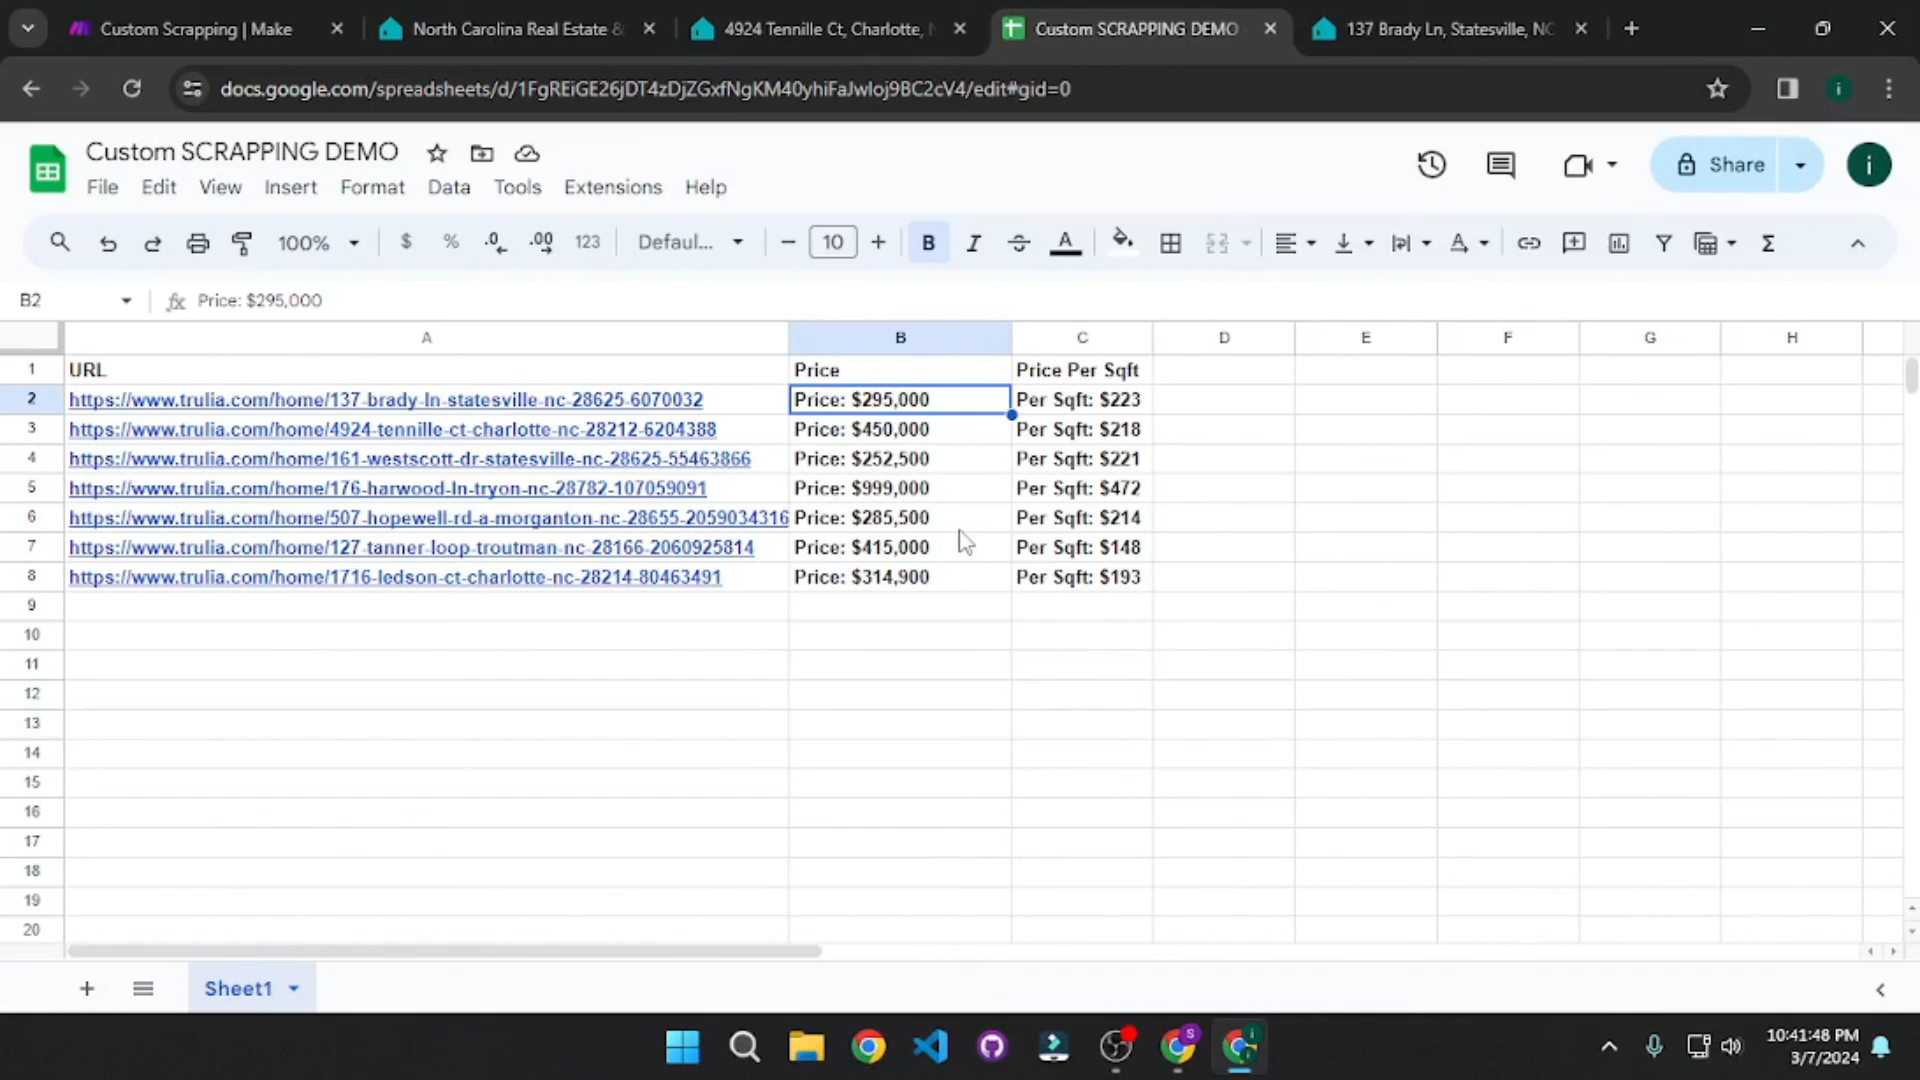 Custom Scrapping | Make
North Carolina Real Estate &
4924 Tennille Ct, Charlotte,
Custom SCRAPPING DEMO
137 Brady Ln, Statesville, NC
docs.google.com/spreadsheets/d/1FgREiGE26jDT4zDjZGxfNgKM40yhiFaJwloj9BC2cV4/edit#gid=0
Custom SCRAPPING DEMO
File Edit View Insert Format Data Tools Extensions Help
Share
i
100% $ % .0 .00 123 Defaul... 10 B I
B2 fx Price: $295,000
A B C D E F G H
1 URL Price Price Per Sqft
2 https://www.trulia.com/home/137-brady-ln-statesville-nc-28625-6070032 Price: $295,000 Per Sqft: $223
3 https://www.trulia.com/home/4924-tennille-ct-charlotte-nc-28212-6204388 Price: $450,000 Per Sqft: $218
4 https://www.trulia.com/home/161-westscott-dr-statesville-nc-28625-55463866 Price: $252,500 Per Sqft: $221
5 https://www.trulia.com/home/176-harwood-ln-tryon-nc-28782-107059091 Price: $999,000 Per Sqft: $472
6 https://www.trulia.com/home/507-hopewell-rd-a-morganton-nc-28655-2059034316 Price: $285,500 Per Sqft: $214
7 https://www.trulia.com/home/127-tanner-loop-troutman-nc-28166-2060925814 Price: $415,000 Per Sqft: $148
8 https://www.trulia.com/home/1716-ledson-ct-charlotte-nc-28214-80463491 Price: $314,900 Per Sqft: $193
9
10
11
12
13
14
15
16
17
18
19
20
Sheet1
10:41:48 PM
3/7/2024